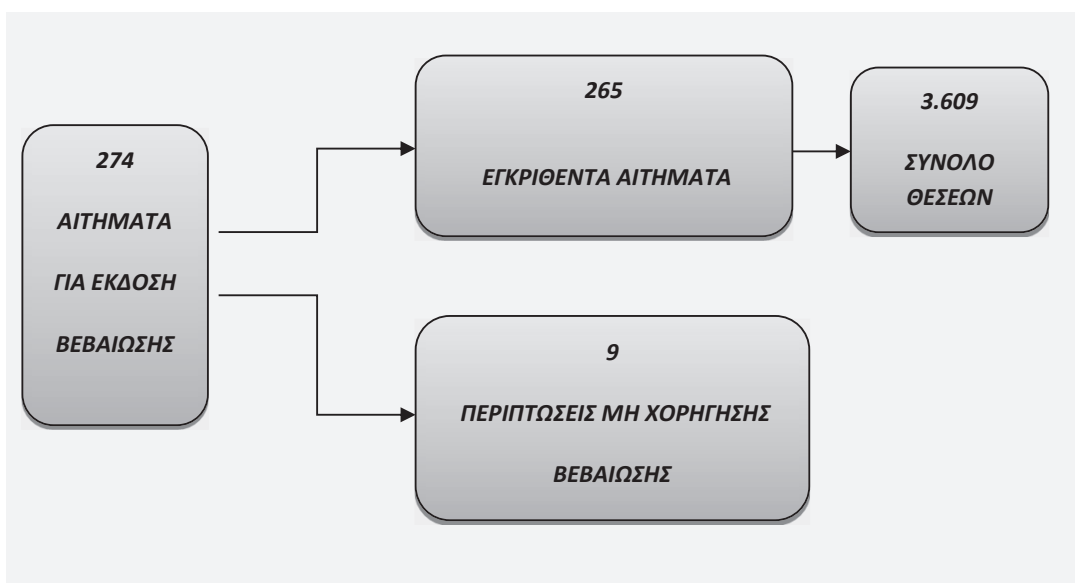 274
ΑΙΤΗΜΑΤΑ
ΓΙΑ ΕΚΔΟΣΗ
ΒΕΒΑΙΩΣΗΣ
265
ΕΓΚΡΙΘΕΝΤΑ ΑΙΤΗΜΑΤΑ
3.609
ΣΥΝΟΛΟ
ΘΕΣΕΩΝ
9
ΠΕΡΙΠΤΩΣΕΙΣ ΜΗ ΧΟΡΗΓΗΣΗΣ
ΒΕΒΑΙΩΣΗΣ